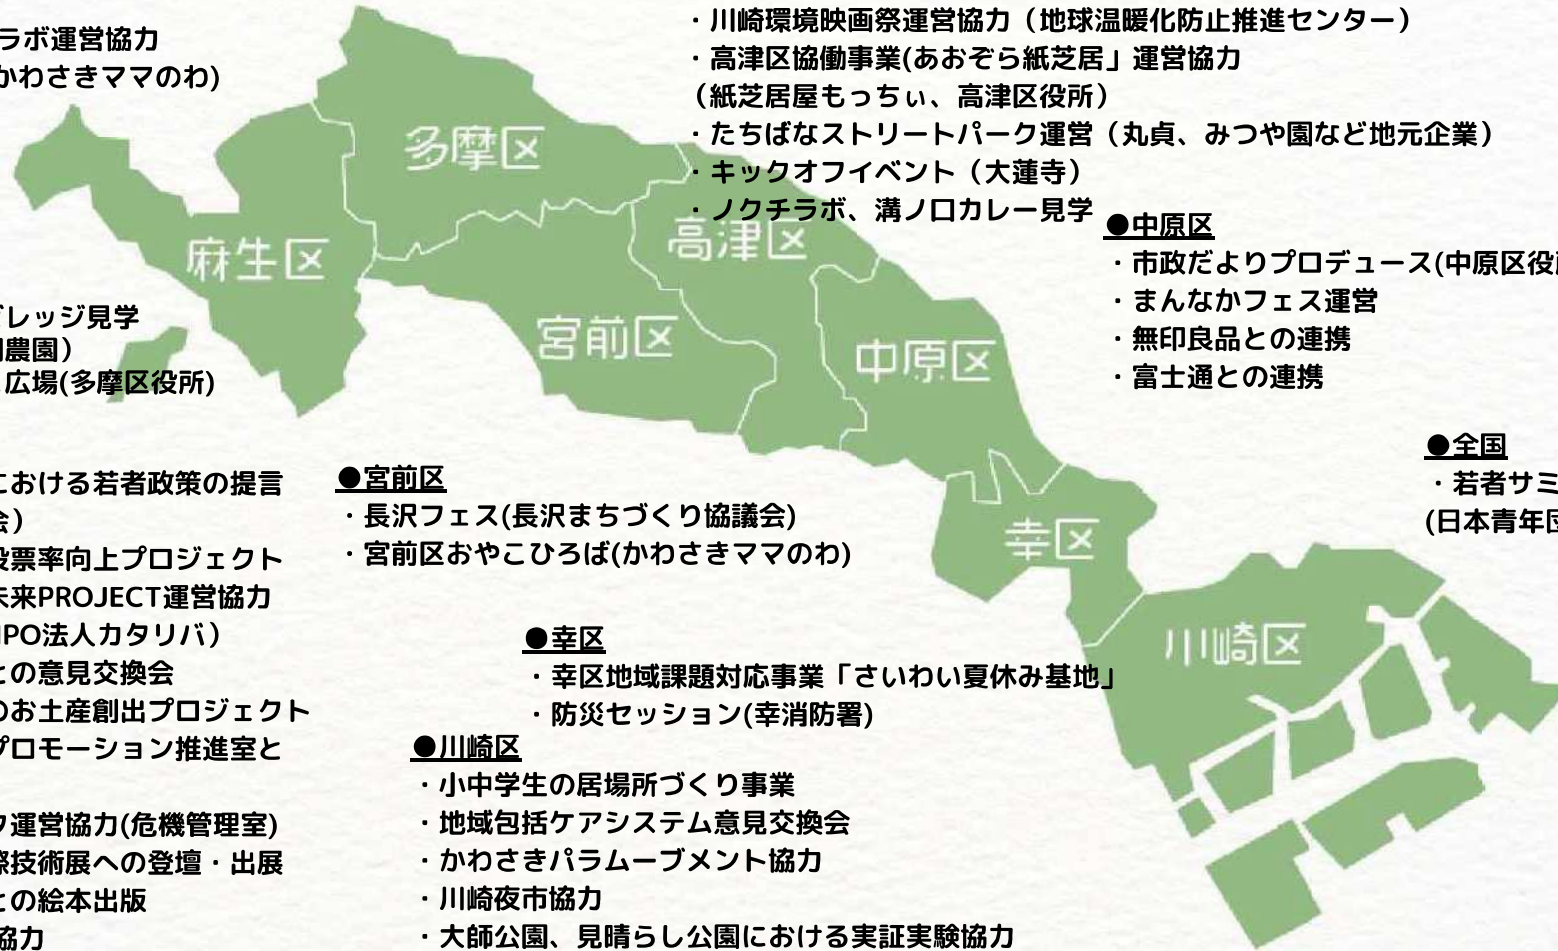 ラボ運営協力
かわさきママのわ)
・川崎環境映画祭運営協力（地球温暖化防止推進センター）
・高津区協働事業(あおぞら紙芝居」運営協力
（紙芝居屋もっちぃ、高津区役所）
・たちばなストリートパーク運営（丸貞、みつや園など地元企業）
・キックオフイベント（大蓮寺）
・ノクチラボ、溝ノ口カレー見学
多摩区
高津区
麻生区
宮前区
中原区
幸区
川崎区
●中原区
・市政だよりプロデュース(中原区役
・まんなかフェス運営
・無印良品との連携
・富士通との連携
レッジ見学
農園）
広場(多摩区役所)
●全国
・若者サミ
(日本青年団
における若者政策の提言
会）
投票率向上プロジェクト
未来PROJECT運営協力
NPO法人カタリバ）
との意見交換会
のお土産創出プロジェクト
プロモーション推進室と
運営協力(危機管理室)
際技術展への登壇・出展
との絵本出版
協力
●宮前区
・長沢フェス(長沢まちづくり協議会)
・宮前区おやこひろば(かわさきママのわ)
●幸区
・幸区地域課題対応事業「さいわい夏休み基地」
・防災セッション(幸消防署)
●川崎区
・小中学生の居場所づくり事業
・地域包括ケアシステム意見交換会
・かわさきパラムーブメント協力
・川崎夜市協力
・大師公園、見晴らし公園における実証実験協力